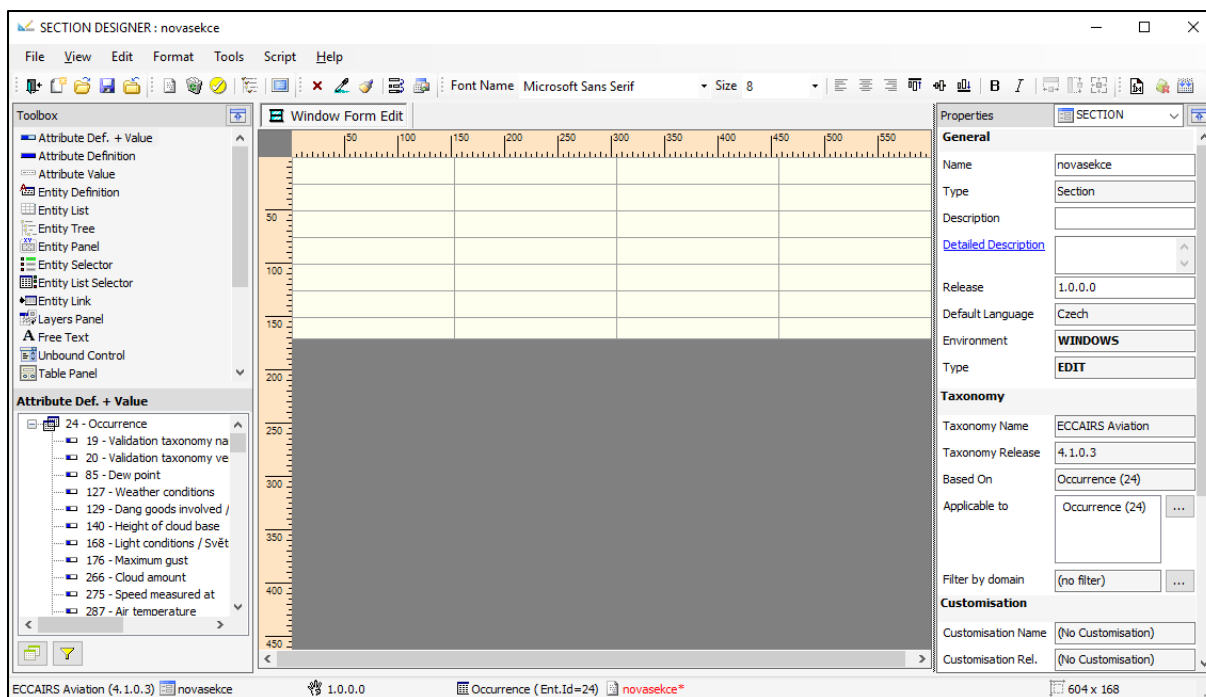 SECTION DESIGNER : novasekce
File View Edit Format Tools Script Help
Font Name Microsoft Sans Serif Size 8 B I
Toolbox
Attribute Def. + Value
Attribute Definition
Attribute Value
Entity Definition
Entity List
Entity Tree
Entity Panel
Entity Selector
Entity List Selector
Entity Link
Layers Panel
A Free Text
Unbound Control
Table Panel
Attribute Def. + Value
24 - Occurrence
19 - Validation taxonomy na
20 - Validation taxonomy ve
85 - Dew point
127 - Weather conditions
129 - Dang goods involved /
140 - Height of cloud base
168 - Light conditions / Svět
176 - Maximum gust
266 - Cloud amount
275 - Speed measured at
287 - Air temperature
Window Form Edit
50 100 150 200 250 300 350 400 450 500 550
50
100
150
200
250
300
350
400
450
Properties SECTION
General
Name novasekce
Type Section
Description
Detailed Description
Release 1.0.0.0
Default Language Czech
Environment WINDOWS
Type EDIT
Taxonomy
Taxonomy Name ECCAIRS Aviation
Taxonomy Release 4.1.0.3
Based On Occurrence (24)
Applicable to Occurrence (24) ...
Filter by domain (no filter) ...
Customisation
Customisation Name (No Customisation)
Customisation Rel. (No Customisation)
ECCAIRS Aviation (4.1.0.3) novasekce 1.0.0.0 Occurrence (Ent.Id=24) novasekce* 604 x 168